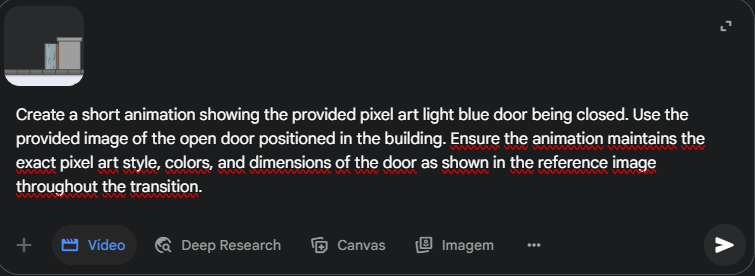 Create a short animation showing the provided pixel art light blue door being closed. Use the
provided image of the open door positioned in the building. Ensure the animation maintains the
exact pixel art style, colors, and dimensions of the door as shown in the reference image
throughout the transition.
Vídeo Deep Research Canvas Imagem